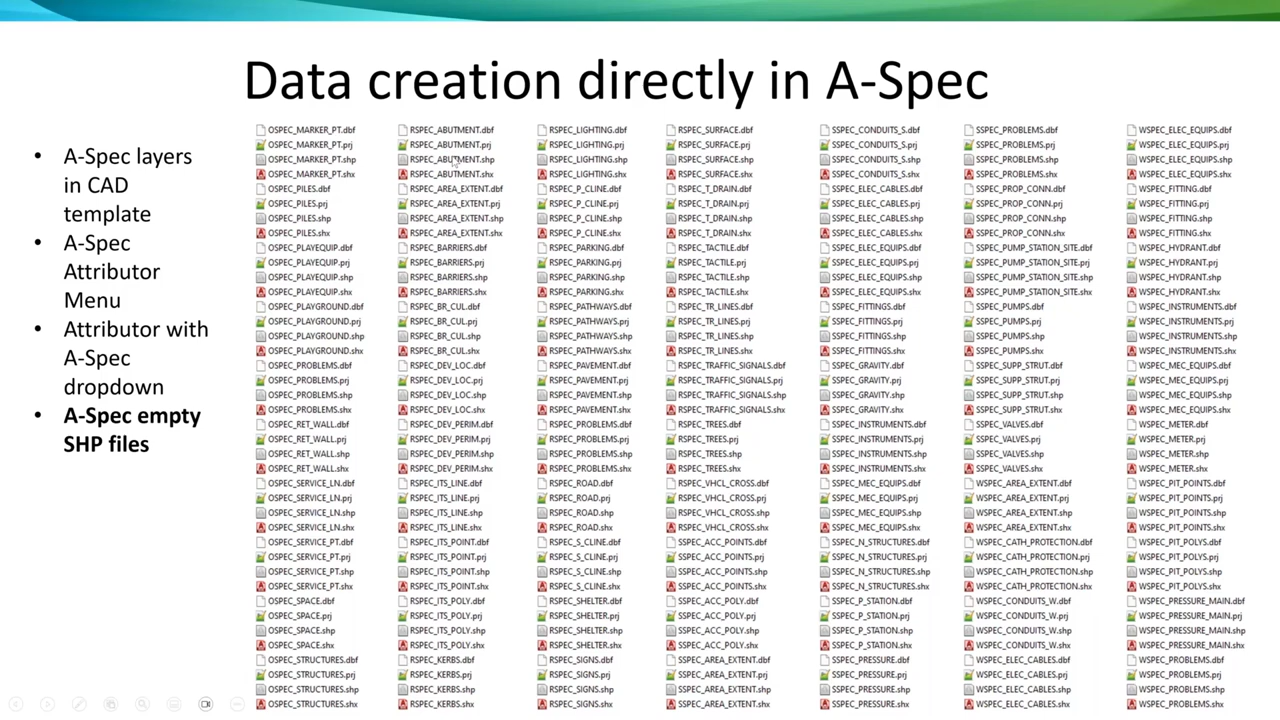 Data creation directly in A-Spec
• A-Spec layers
in CAD
template
• A-Spec
Attributor
Menu
• Attributor with
A-Spec
dropdown
• A-Spec empty
SHP files
OSPEC_MARKER_PT.dbf
OSPEC_MARKER_PT.prj
OSPEC_MARKER_PT.shp
OSPEC_MARKER_PT.shx
OSPEC_PILES.dbf
OSPEC_PILES.prj
OSPEC_PILES.shp
OSPEC_PILES.shx
OSPEC_PLAYEQUIP.dbf
OSPEC_PLAYEQUIP.prj
OSPEC_PLAYEQUIP.shp
OSPEC_PLAYEQUIP.shx
OSPEC_PLAYGROUND.dbf
OSPEC_PLAYGROUND.prj
OSPEC_PLAYGROUND.shp
OSPEC_PLAYGROUND.shx
OSPEC_PROBLEMS.dbf
OSPEC_PROBLEMS.prj
OSPEC_PROBLEMS.shp
OSPEC_PROBLEMS.shx
OSPEC_RET_WALL.dbf
OSPEC_RET_WALL.prj
OSPEC_RET_WALL.shp
OSPEC_RET_WALL.shx
OSPEC_SERVICE_LN.dbf
OSPEC_SERVICE_LN.prj
OSPEC_SERVICE_LN.shp
OSPEC_SERVICE_LN.shx
OSPEC_SERVICE_PT.dbf
OSPEC_SERVICE_PT.prj
OSPEC_SERVICE_PT.shp
OSPEC_SERVICE_PT.shx
OSPEC_SPACE.dbf
OSPEC_SPACE.prj
OSPEC_SPACE.shp
OSPEC_SPACE.shx
OSPEC_STRUCTURES.dbf
OSPEC_STRUCTURES.prj
OSPEC_STRUCTURES.shp
OSPEC_STRUCTURES.shx
RSPEC_ABUTMENT.dbf
RSPEC_ABUTMENT.prj
RSPEC_ABUTMENT.shp
RSPEC_ABUTMENT.shx
RSPEC_AREA_EXTENT.dbf
RSPEC_AREA_EXTENT.prj
RSPEC_AREA_EXTENT.shp
RSPEC_AREA_EXTENT.shx
RSPEC_BARRIERS.dbf
RSPEC_BARRIERS.prj
RSPEC_BARRIERS.shp
RSPEC_BARRIERS.shx
RSPEC_BR_CUL.dbf
RSPEC_BR_CUL.prj
RSPEC_BR_CUL.shp
RSPEC_BR_CUL.shx
RSPEC_DEV_LOC.dbf
RSPEC_DEV_LOC.prj
RSPEC_DEV_LOC.shp
RSPEC_DEV_LOC.shx
RSPEC_DEV_PERIM.dbf
RSPEC_DEV_PERIM.prj
RSPEC_DEV_PERIM.shp
RSPEC_DEV_PERIM.shx
RSPEC_ITS_LINE.dbf
RSPEC_ITS_LINE.prj
RSPEC_ITS_LINE.shp
RSPEC_ITS_LINE.shx
RSPEC_ITS_POINT.dbf
RSPEC_ITS_POINT.prj
RSPEC_ITS_POINT.shp
RSPEC_ITS_POINT.shx
RSPEC_ITS_POLY.dbf
RSPEC_ITS_POLY.prj
RSPEC_ITS_POLY.shp
RSPEC_ITS_POLY.shx
RSPEC_KERBS.dbf
RSPEC_KERBS.prj
RSPEC_KERBS.shp
RSPEC_KERBS.shx
RSPEC_LIGHTING.dbf
RSPEC_LIGHTING.prj
RSPEC_LIGHTING.shp
RSPEC_LIGHTING.shx
RSPEC_P_CLINE.dbf
RSPEC_P_CLINE.prj
RSPEC_P_CLINE.shp
RSPEC_P_CLINE.shx
RSPEC_PARKING.dbf
RSPEC_PARKING.prj
RSPEC_PARKING.shp
RSPEC_PARKING.shx
RSPEC_PATHWAYS.dbf
RSPEC_PATHWAYS.prj
RSPEC_PATHWAYS.shp
RSPEC_PATHWAYS.shx
RSPEC_PAVEMENT.dbf
RSPEC_PAVEMENT.prj
RSPEC_PAVEMENT.shp
RSPEC_PAVEMENT.shx
RSPEC_PROBLEMS.dbf
RSPEC_PROBLEMS.prj
RSPEC_PROBLEMS.shp
RSPEC_PROBLEMS.shx
RSPEC_ROAD.dbf
RSPEC_ROAD.prj
RSPEC_ROAD.shp
RSPEC_ROAD.shx
RSPEC_S_CLINE.dbf
RSPEC_S_CLINE.prj
RSPEC_S_CLINE.shp
RSPEC_S_CLINE.shx
RSPEC_SHELTER.dbf
RSPEC_SHELTER.prj
RSPEC_SHELTER.shp
RSPEC_SHELTER.shx
RSPEC_SIGNS.dbf
RSPEC_SIGNS.prj
RSPEC_SIGNS.shp
RSPEC_SIGNS.shx
RSPEC_SURFACE.dbf
RSPEC_SURFACE.prj
RSPEC_SURFACE.shp
RSPEC_SURFACE.shx
RSPEC_T_DRAIN.dbf
RSPEC_T_DRAIN.prj
RSPEC_T_DRAIN.shp
RSPEC_T_DRAIN.shx
RSPEC_TACTILE.dbf
RSPEC_TACTILE.prj
RSPEC_TACTILE.shp
RSPEC_TACTILE.shx
RSPEC_TR_LINES.dbf
RSPEC_TR_LINES.prj
RSPEC_TR_LINES.shp
RSPEC_TR_LINES.shx
RSPEC_TRAFFIC_SIGNALS.dbf
RSPEC_TRAFFIC_SIGNALS.prj
RSPEC_TRAFFIC_SIGNALS.shp
RSPEC_TRAFFIC_SIGNALS.shx
RSPEC_TREES.dbf
RSPEC_TREES.prj
RSPEC_TREES.shp
RSPEC_TREES.shx
RSPEC_VHCL_CROSS.dbf
RSPEC_VHCL_CROSS.prj
RSPEC_VHCL_CROSS.shp
RSPEC_VHCL_CROSS.shx
SSPEC_ACC_POINTS.dbf
SSPEC_ACC_POINTS.prj
SSPEC_ACC_POINTS.shp
SSPEC_ACC_POINTS.shx
SSPEC_ACC_POLY.dbf
SSPEC_ACC_POLY.prj
SSPEC_ACC_POLY.shp
SSPEC_ACC_POLY.shx
SSPEC_AREA_EXTENT.dbf
SSPEC_AREA_EXTENT.prj
SSPEC_AREA_EXTENT.shp
SSPEC_AREA_EXTENT.shx
SSPEC_CONDUITS_S.dbf
SSPEC_CONDUITS_S.prj
SSPEC_CONDUITS_S.shp
SSPEC_CONDUITS_S.shx
SSPEC_ELEC_CABLES.dbf
SSPEC_ELEC_CABLES.prj
SSPEC_ELEC_CABLES.shp
SSPEC_ELEC_CABLES.shx
SSPEC_ELEC_EQUIPS.dbf
SSPEC_ELEC_EQUIPS.prj
SSPEC_ELEC_EQUIPS.shp
SSPEC_ELEC_EQUIPS.shx
SSPEC_FITTINGS.dbf
SSPEC_FITTINGS.prj
SSPEC_FITTINGS.shp
SSPEC_FITTINGS.shx
SSPEC_GRAVITY.dbf
SSPEC_GRAVITY.prj
SSPEC_GRAVITY.shp
SSPEC_GRAVITY.shx
SSPEC_INSTRUMENTS.dbf
SSPEC_INSTRUMENTS.prj
SSPEC_INSTRUMENTS.shp
SSPEC_INSTRUMENTS.shx
SSPEC_MEC_EQUIPS.dbf
SSPEC_MEC_EQUIPS.prj
SSPEC_MEC_EQUIPS.shp
SSPEC_MEC_EQUIPS.shx
SSPEC_N_STRUCTURES.dbf
SSPEC_N_STRUCTURES.prj
SSPEC_N_STRUCTURES.shp
SSPEC_N_STRUCTURES.shx
SSPEC_P_STATION.dbf
SSPEC_P_STATION.prj
SSPEC_P_STATION.shp
SSPEC_P_STATION.shx
SSPEC_PRESSURE.dbf
SSPEC_PRESSURE.prj
SSPEC_PRESSURE.shp
SSPEC_PRESSURE.shx
SSPEC_PROBLEMS.dbf
SSPEC_PROBLEMS.prj
SSPEC_PROBLEMS.shp
SSPEC_PROBLEMS.shx
SSPEC_PROP_CONN.dbf
SSPEC_PROP_CONN.prj
SSPEC_PROP_CONN.shp
SSPEC_PROP_CONN.shx
SSPEC_PUMP_STATION_SITE.dbf
SSPEC_PUMP_STATION_SITE.prj
SSPEC_PUMP_STATION_SITE.shp
SSPEC_PUMP_STATION_SITE.shx
SSPEC_PUMPS.dbf
SSPEC_PUMPS.prj
SSPEC_PUMPS.shp
SSPEC_PUMPS.shx
SSPEC_SUPP_STRUT.dbf
SSPEC_SUPP_STRUT.prj
SSPEC_SUPP_STRUT.shp
SSPEC_SUPP_STRUT.shx
SSPEC_VALVES.dbf
SSPEC_VALVES.prj
SSPEC_VALVES.shp
SSPEC_VALVES.shx
WSPEC_AREA_EXTENT.dbf
WSPEC_AREA_EXTENT.prj
WSPEC_AREA_EXTENT.shp
WSPEC_AREA_EXTENT.shx
WSPEC_CATH_PROTECTION.dbf
WSPEC_CATH_PROTECTION.prj
WSPEC_CATH_PROTECTION.shp
WSPEC_CATH_PROTECTION.shx
WSPEC_CONDUITS_W.dbf
WSPEC_CONDUITS_W.prj
WSPEC_CONDUITS_W.shp
WSPEC_CONDUITS_W.shx
WSPEC_ELEC_CABLES.dbf
WSPEC_ELEC_CABLES.prj
WSPEC_ELEC_CABLES.shp
WSPEC_ELEC_CABLES.shx
WSPEC_ELEC_EQUIPS.dbf
WSPEC_ELEC_EQUIPS.prj
WSPEC_ELEC_EQUIPS.shp
WSPEC_ELEC_EQUIPS.shx
WSPEC_FITTING.dbf
WSPEC_FITTING.prj
WSPEC_FITTING.shp
WSPEC_FITTING.shx
WSPEC_HYDRANT.dbf
WSPEC_HYDRANT.prj
WSPEC_HYDRANT.shp
WSPEC_HYDRANT.shx
WSPEC_INSTRUMENTS.dbf
WSPEC_INSTRUMENTS.prj
WSPEC_INSTRUMENTS.shp
WSPEC_INSTRUMENTS.shx
WSPEC_MEC_EQUIPS.dbf
WSPEC_MEC_EQUIPS.prj
WSPEC_MEC_EQUIPS.shp
WSPEC_MEC_EQUIPS.shx
WSPEC_METER.dbf
WSPEC_METER.prj
WSPEC_METER.shp
WSPEC_METER.shx
WSPEC_PIT_POINTS.dbf
WSPEC_PIT_POINTS.prj
WSPEC_PIT_POINTS.shp
WSPEC_PIT_POINTS.shx
WSPEC_PIT_POLYS.dbf
WSPEC_PIT_POLYS.prj
WSPEC_PIT_POLYS.shp
WSPEC_PIT_POLYS.shx
WSPEC_PRESSURE_MAIN.dbf
WSPEC_PRESSURE_MAIN.prj
WSPEC_PRESSURE_MAIN.shp
WSPEC_PRESSURE_MAIN.shx
WSPEC_PROBLEMS.dbf
WSPEC_PROBLEMS.prj
WSPEC_PROBLEMS.shp
WSPEC_PROBLEMS.shx